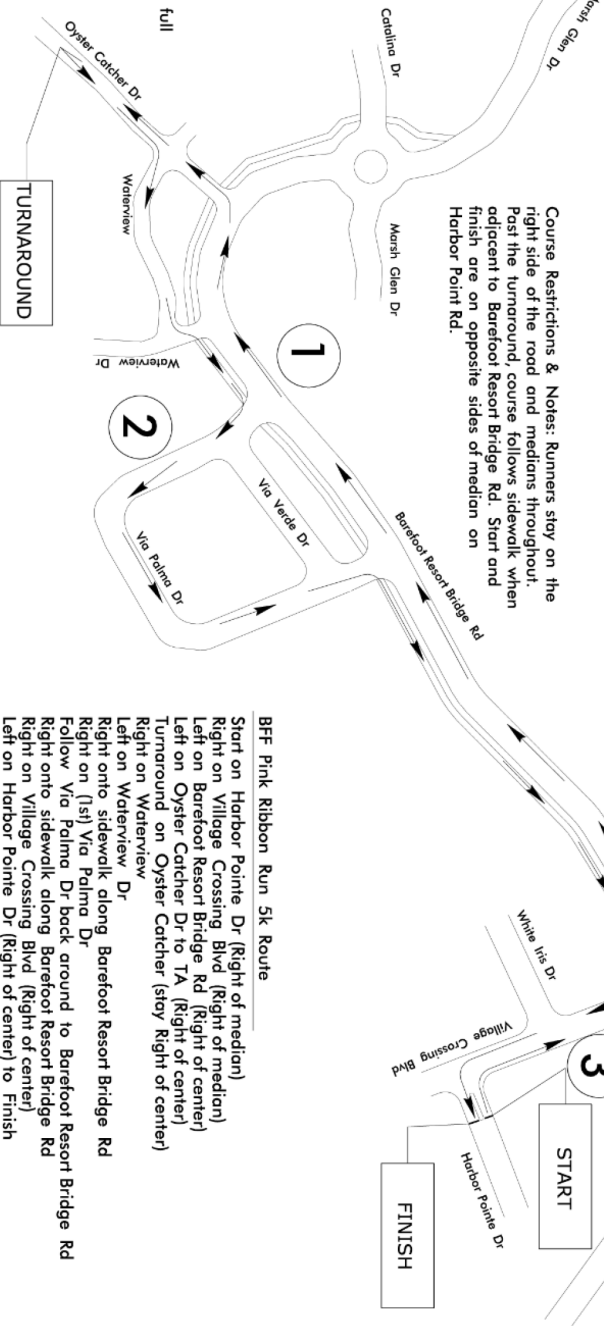 Course Restrictions & Notes: Runners stay on the
right side of the road and medians throughout.
Past the turnaround, course follows sidewalk when
adjacent to Barefoot Resort Bridge Rd. Start and
finish are on opposite sides of median on
Harbor Point Rd.
Marsh Glen Dr
Catalina Dr
full
Oyster Catcher Dr
Marsh Glen Dr
Waterview
TURNAROUND
Waterview Dr
1
2
Via Verde Dr
Via Palma Dr
Barefoot Resort Bridge Rd
White Iris Dr
Village Crossing Blvd
3
START
Harbor Pointe Dr
FINISH
BFF Pink Ribbon Run 5k Route
Start on Harbor Pointe Dr (Right of median)
Right on Village Crossing Blvd (Right of median)
Left on Barefoot Resort Bridge Rd (Right of center)
Left on Oyster Catcher Dr to TA (Right of center)
Turnaround on Oyster Catcher (stay Right of center)
Right on Waterview
Left on Waterview Dr
Right onto sidewalk along Barefoot Resort Bridge Rd
Right on (1st) Via Palma Dr
Follow Via Palma Dr back around to Barefoot Resort Bridge Rd
Right onto sidewalk along Barefoot Resort Bridge Rd
Right on Village Crossing Blvd (Right of center)
Left on Harbor Pointe Dr (Right of center) to Finish